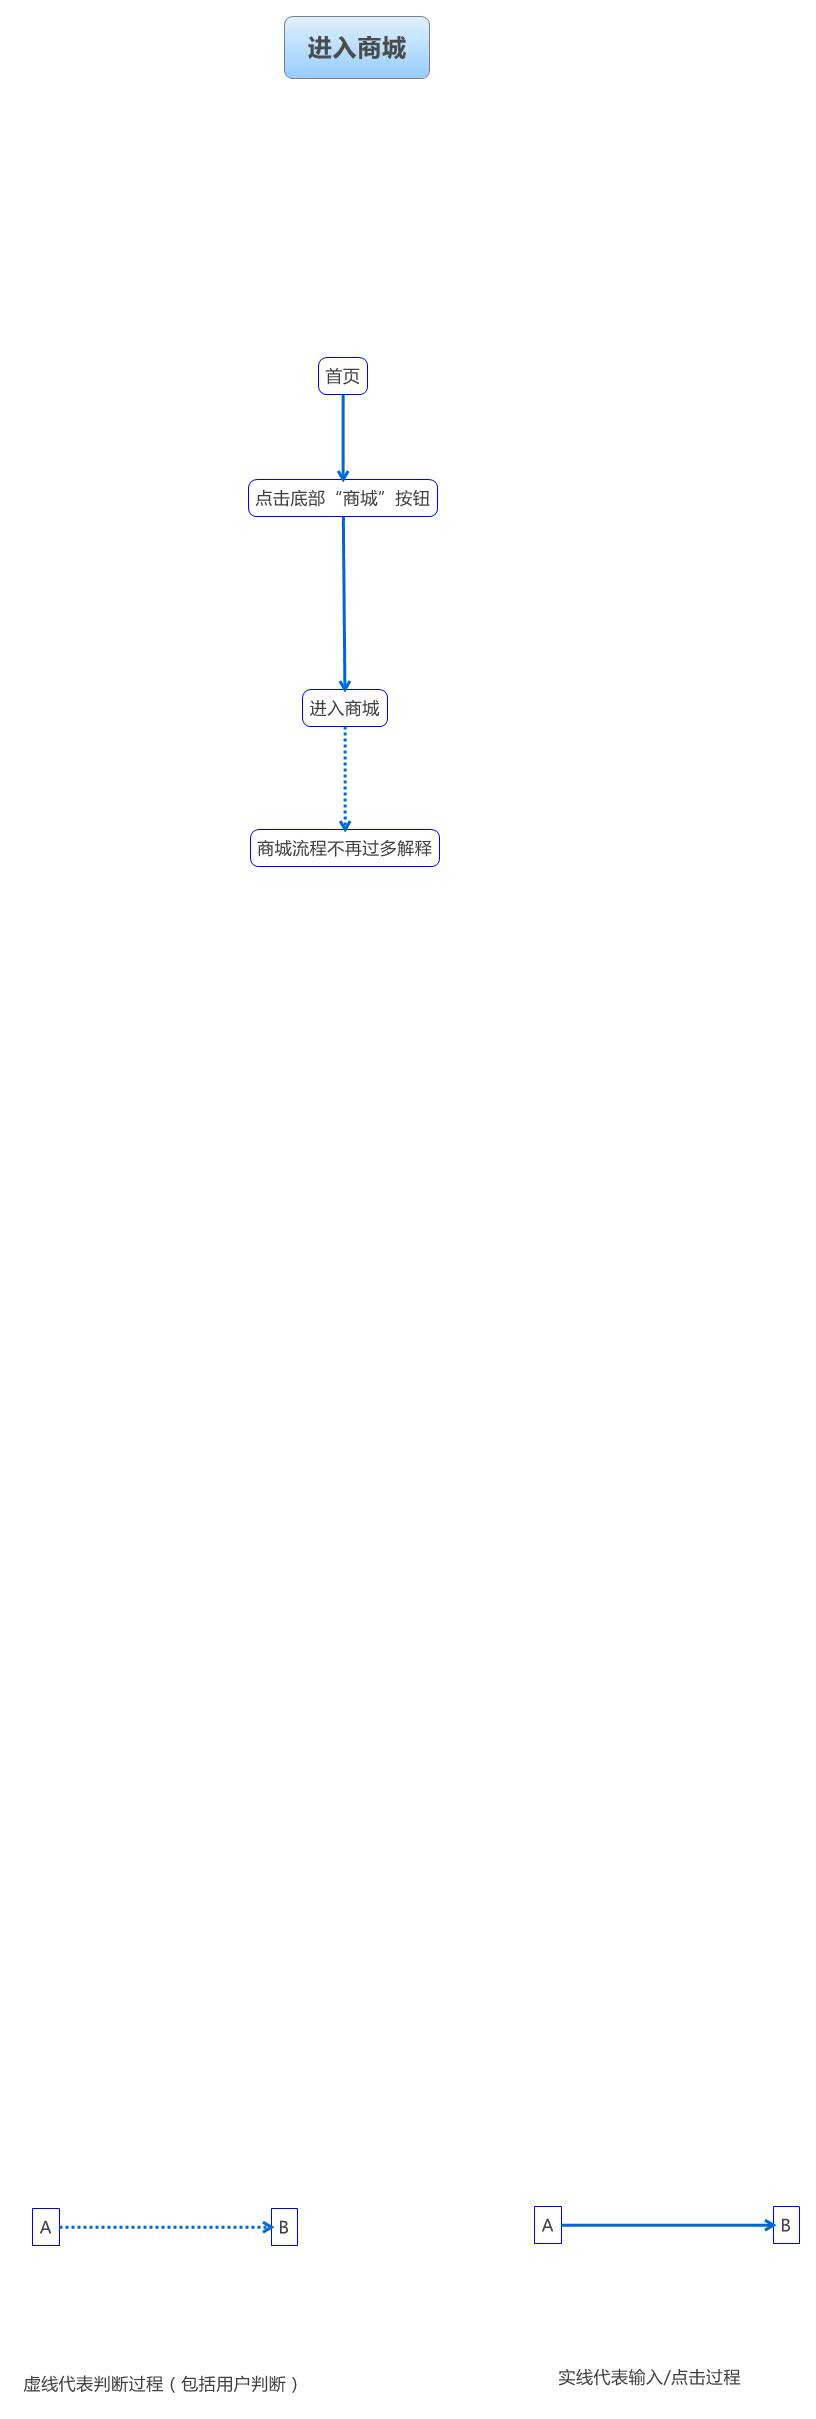 进入商城
首页
点击底部“商城”按钮
进入商城
商城流程不再过多解释
A
B
A
B
虚线代表判断过程（包括用户判断）
实线代表输入/点击过程